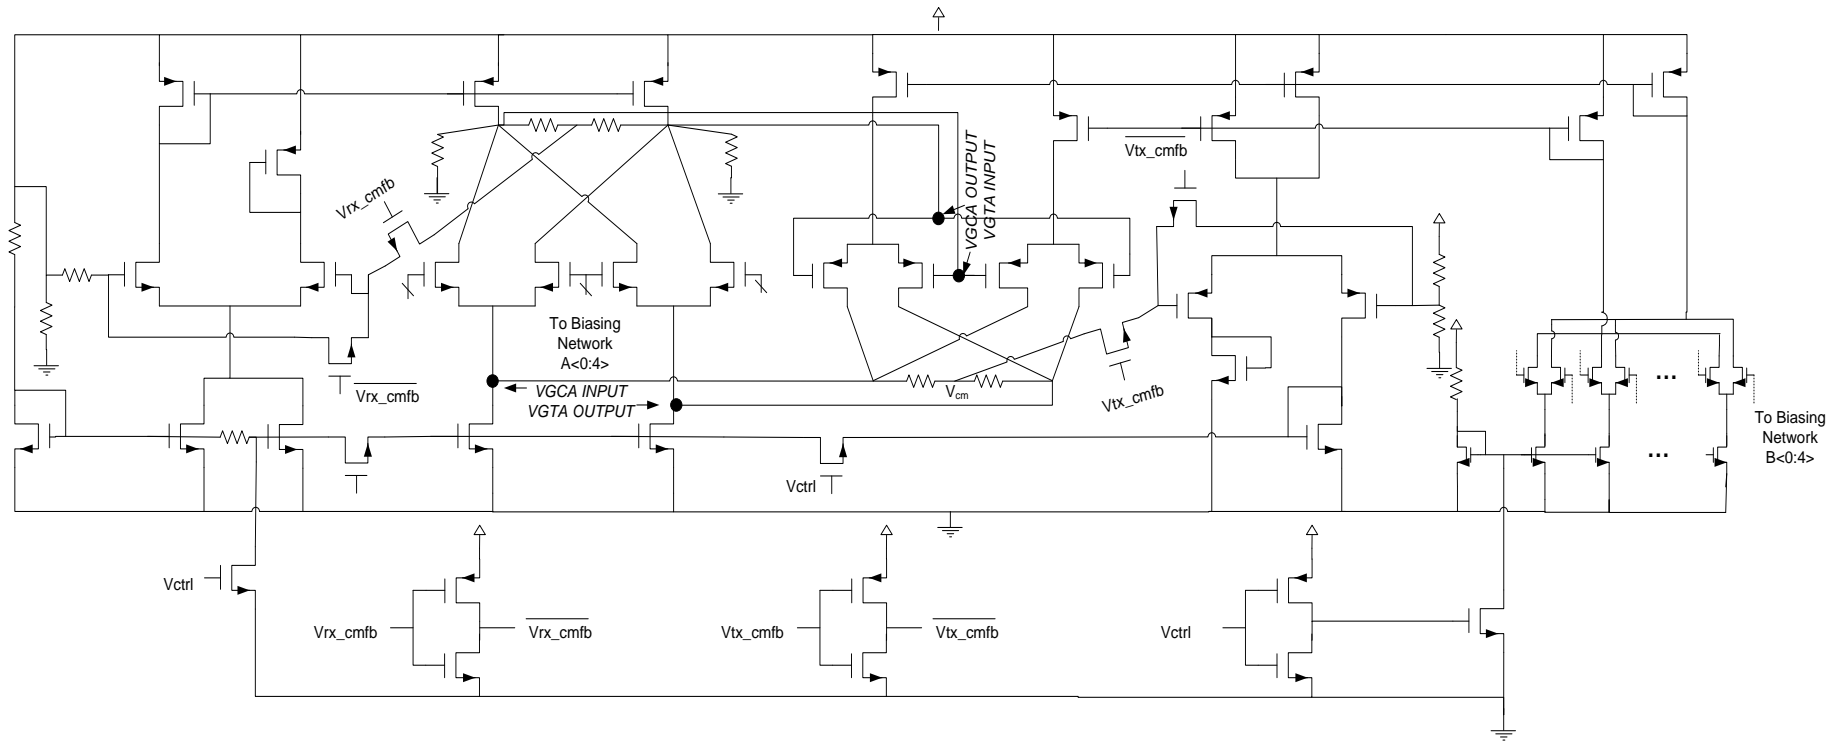 Vrx_cmfb
VGCA OUTPUT
VGTA INPUT
Vtx_cmfb
To Biasing
Network
A<0:4>
Vrx_cmfb
VGCA INPUT
VGTA OUTPUT
Vcm
Vtx_cmfb
...
To Biasing
Network
B<0:4>
...
Vctrl
Vctrl
Vrx_cmfb
Vrx_cmfb
Vtx_cmfb
Vtx_cmfb
Vctrl